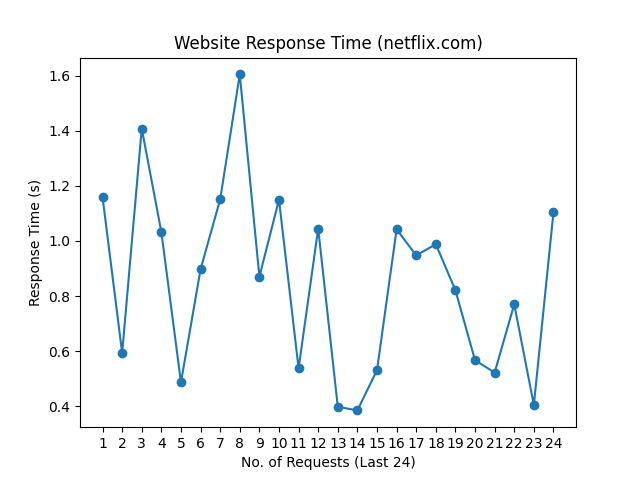 Website Response Time (netflix.com)
Response Time (s)
1.6
1.4
1.2
1.0
0.8
0.6
0.4
1 2 3 4 5 6 7 8 9 10 11 12 13 14 15 16 17 18 19 20 21 22 23 24
No. of Requests (Last 24)